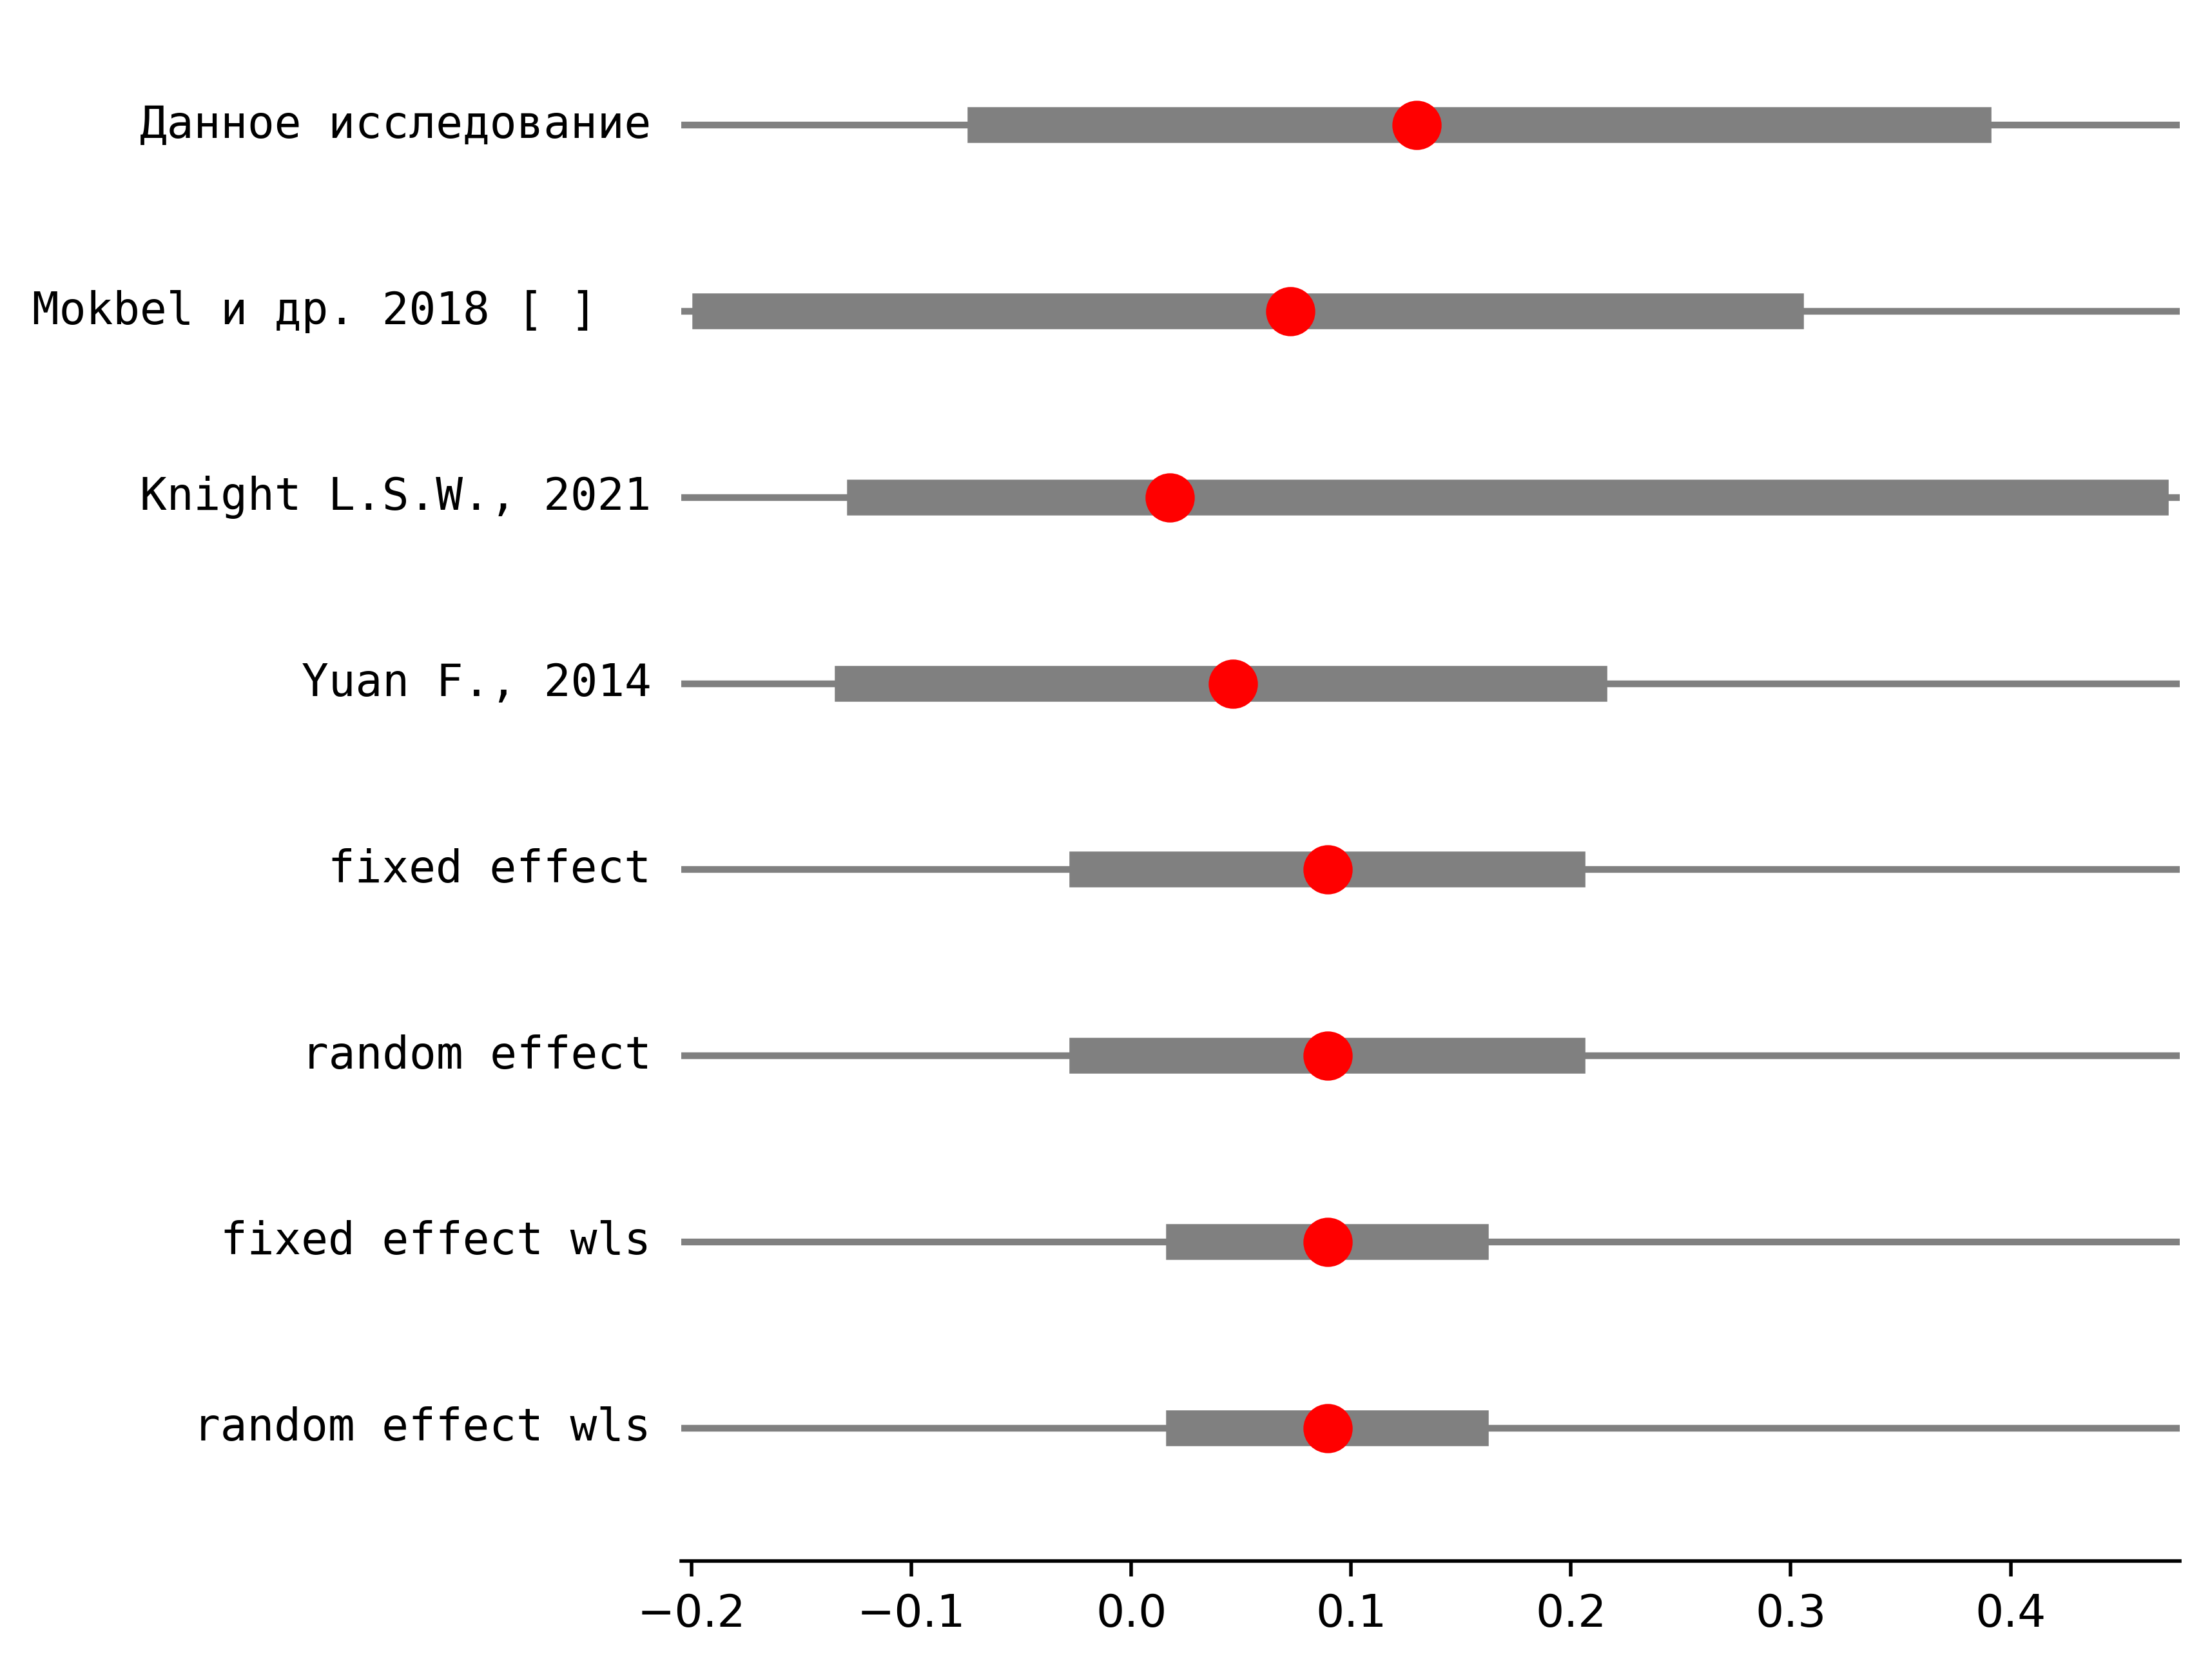 Данное исследование
Mokbel и др. 2018 [ ]
Knight L.S.W., 2021
Yuan F., 2014
fixed effect
random effect
fixed effect wls
random effect wls
−0.2 −0.1 0.0 0.1 0.2 0.3 0.4